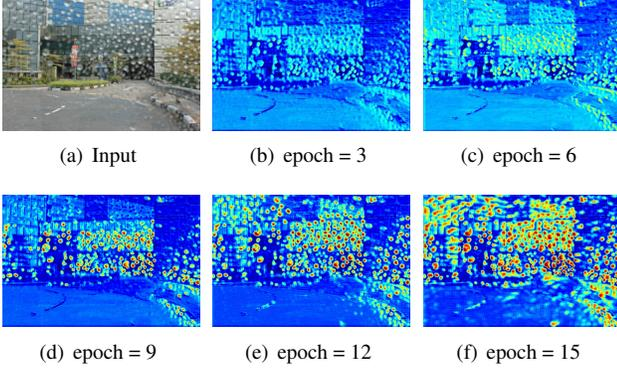 (a) Input
(b) epoch = 3
(c) epoch = 6
(d) epoch = 9
(e) epoch = 12
(f) epoch = 15